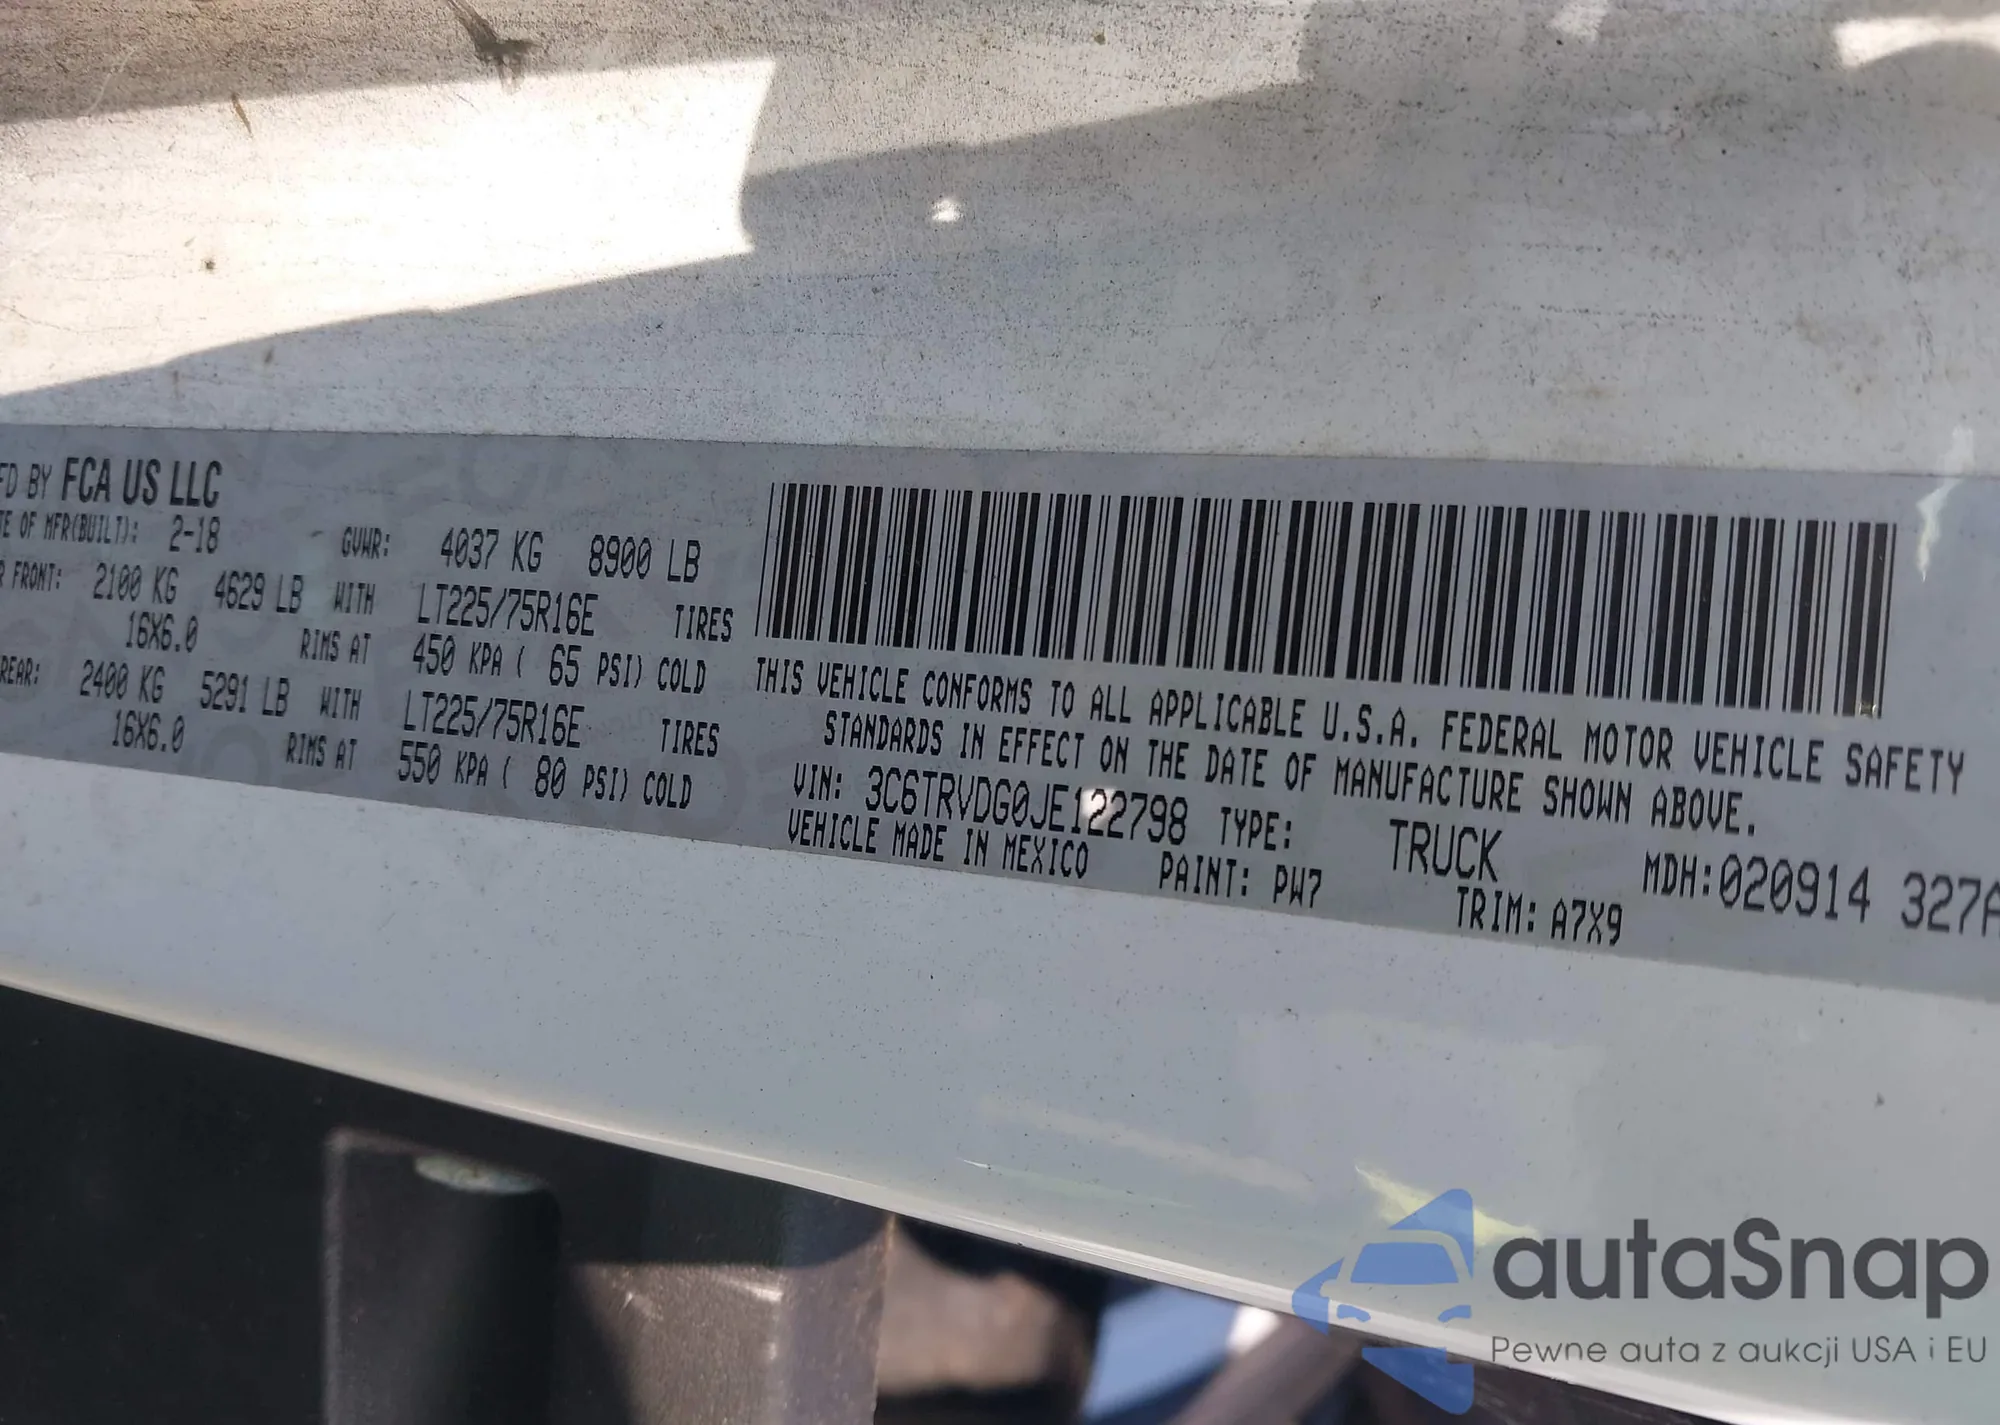 FD BY FCA US LLC
TE OF MFR(BUILT): 2-18 GVWR: 4037 KG 8900 LB
R FRONT: 2100 KG 4629 LB WITH LT225/75R16E TIRES
16X6.0 RIMS AT 450 KPA ( 65 PSI) COLD
REAR: 2400 KG 5291 LB WITH LT225/75R16E TIRES
16X6.0 RIMS AT 550 KPA ( 80 PSI) COLD
THIS VEHICLE CONFORMS TO ALL APPLICABLE U.S.A. FEDERAL MOTOR VEHICLE SAFETY
STANDARDS IN EFFECT ON THE DATE OF MANUFACTURE SHOWN ABOVE.
VIN: 3C6TRVDG0JE122798 TYPE: TRUCK MDH:020914 327A
VEHICLE MADE IN MEXICO PAINT: PW7 TRIM: A7X9
autaSnap
Pewne auta z aukcji USA i EU